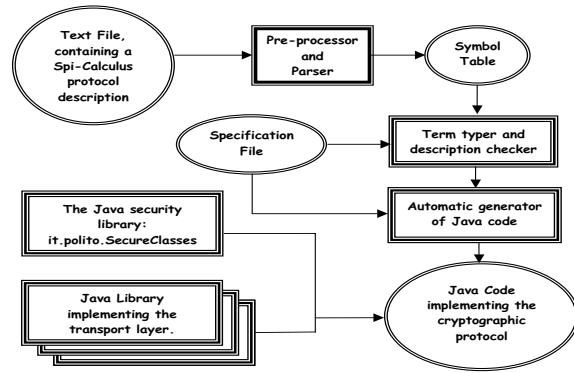 Text File,
containing a
Spi-Calculus
protocol
description
Pre-processor
and
Parser
Symbol
Table
Specification
File
Term typer and
description checker
The Java security
library:
it.polito.SecureClasses
Automatic generator
of Java code
Java Library
implementing the
transport layer.
Java Code
implementing the
cryptographic
protocol